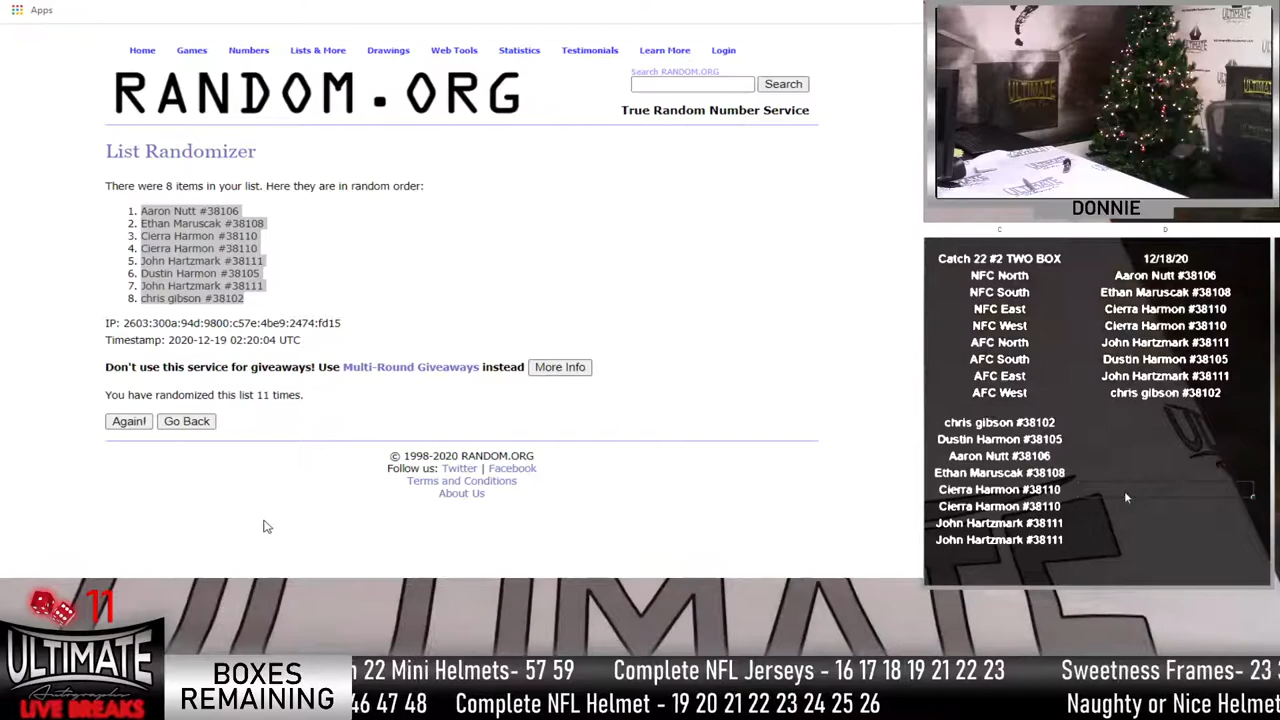 Apps
Home Games Numbers Lists & More Drawings Web Tools Statistics Testimonials Learn More Login
RANDOM.ORG
Search RANDOM.ORG
Search
True Random Number Service
List Randomizer
There were 8 items in your list. Here they are in random order:
1. Aaron Nutt #38106
2. Ethan Maruscak #38108
3. Cierra Harmon #38110
4. Cierra Harmon #38110
5. John Hartzmark #38111
6. Dustin Harmon #38105
7. John Hartzmark #38111
8. chris gibson #38102
IP: 2603:300a:94d:9800:c57e:4be9:2474:fd15
Timestamp: 2020-12-19 02:20:04 UTC
Don't use this service for giveaways! Use Multi-Round Giveaways instead More Info
You have randomized this list 11 times.
Again! Go Back
© 1998-2020 RANDOM.ORG
Follow us: Twitter | Facebook
Terms and Conditions
About Us
ULTIMATE
DONNIE
C D
Catch 22 #2 TWO BOX 12/18/20
NFC North Aaron Nutt #38106
NFC South Ethan Maruscak #38108
NFC East Cierra Harmon #38110
NFC West Cierra Harmon #38110
AFC North John Hartzmark #38111
AFC South Dustin Harmon #38105
AFC East John Hartzmark #38111
AFC West chris gibson #38102
chris gibson #38102
Dustin Harmon #38105
Aaron Nutt #38106
Ethan Maruscak #38108
Cierra Harmon #38110
Cierra Harmon #38110
John Hartzmark #38111
John Hartzmark #38111
11
ULTIMATE
Autographs
LIVE BREAKS
BOXES
REMAINING
22 Mini Helmets- 57 59 Complete NFL Jerseys - 16 17 18 19 21 22 23 Sweetness Frames- 23
46 47 48 Complete NFL Helmet - 19 20 21 22 23 24 25 26 Naughty or Nice Helmet